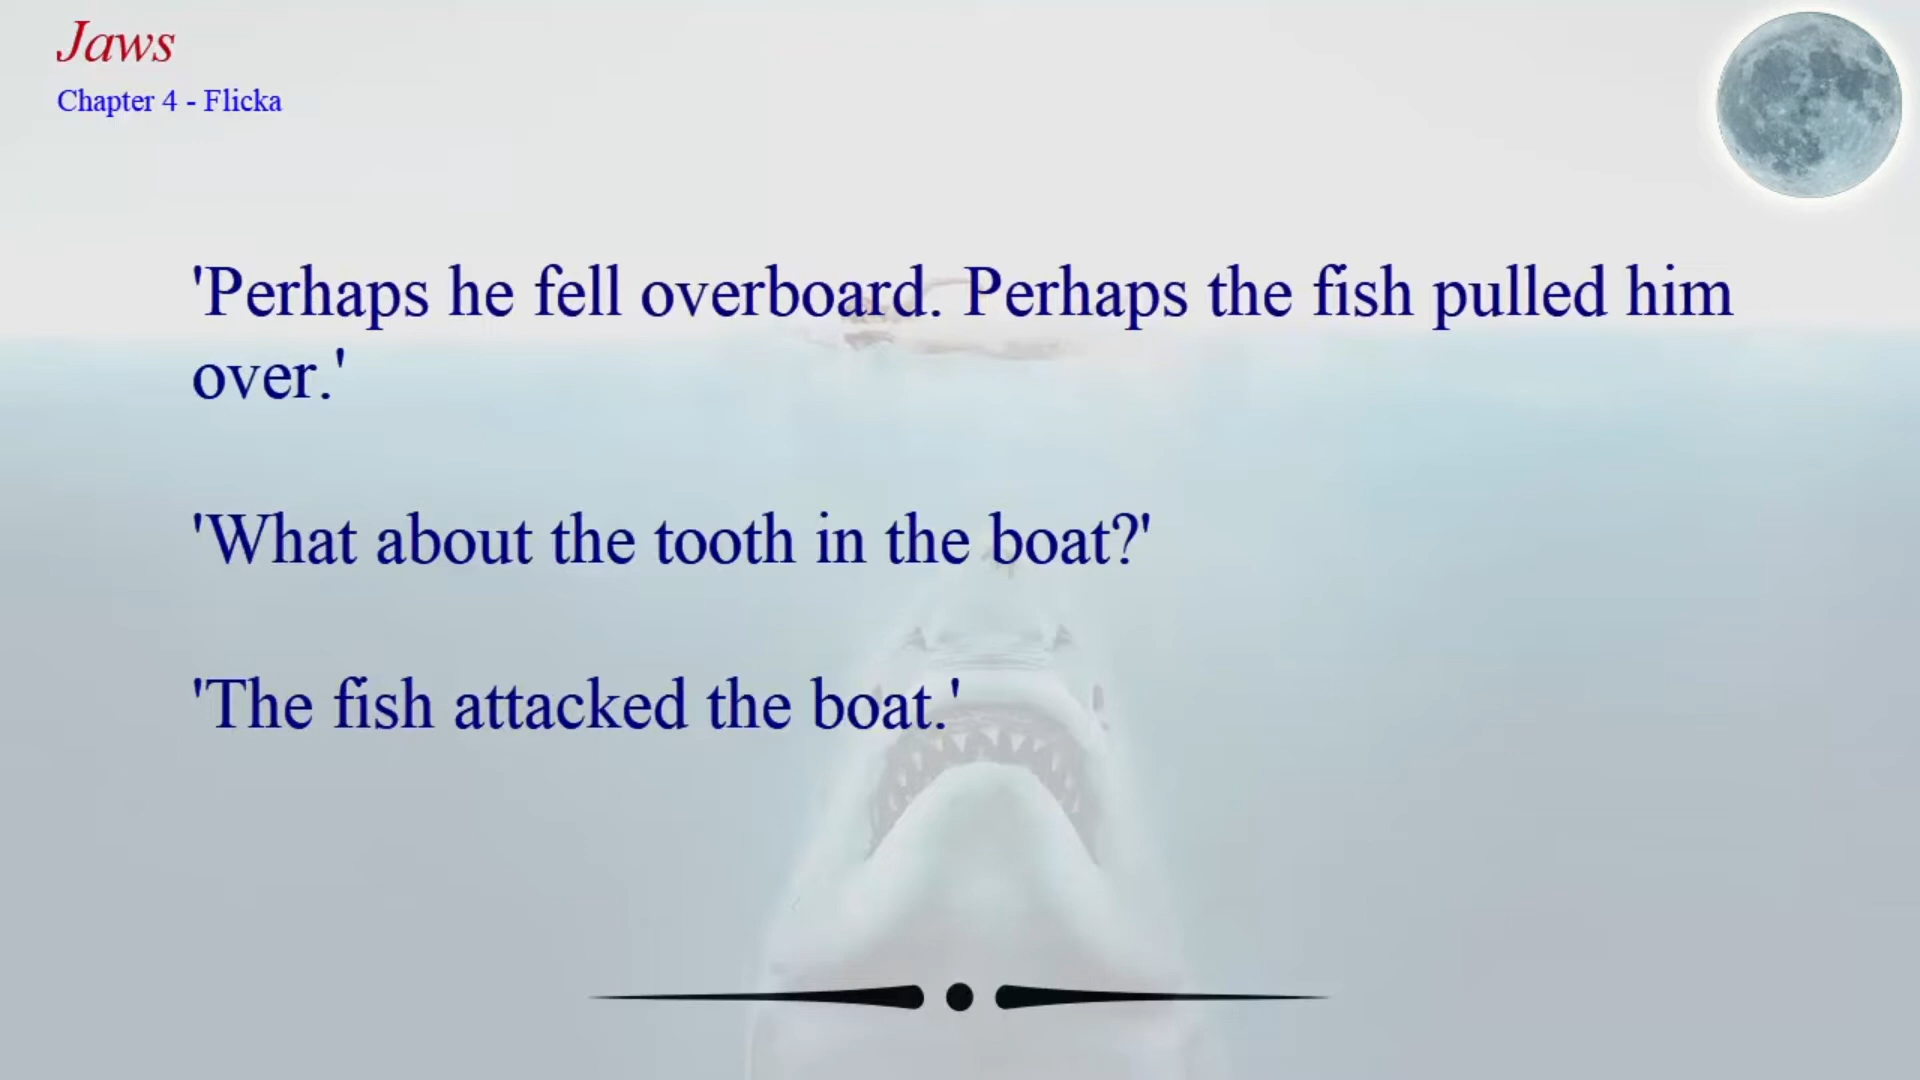 Jaws
Chapter 4 - Flicka
'Perhaps he fell overboard. Perhaps the fish pulled him
over.'
'What about the tooth in the boat?'
'The fish attacked the boat.'